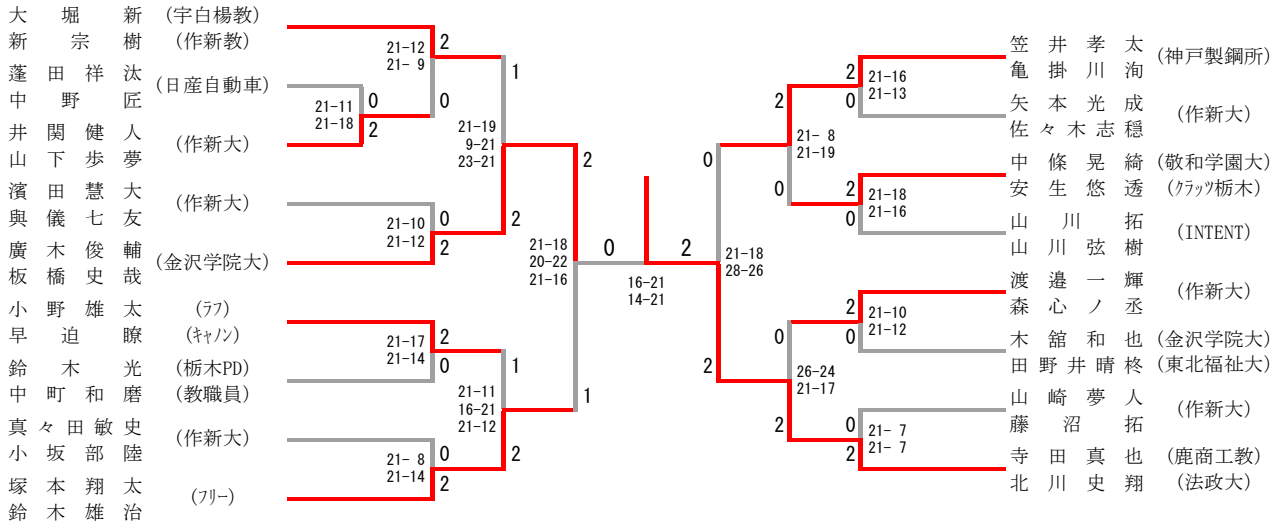 大堀新 (宇白楊教)
新宗樹 (作新教)
蓬田祥汰
中野匠
(日産自動車)
井関健人
山下歩夢
(作新大)
濱田慧大
與儀七友
(作新大)
廣木俊輔
板橋史哉
(金沢学院大)
小野雄太 (ﾗﾌ)
早迫瞭 (ｷｬﾉﾝ)
鈴木光 (栃木PD)
中町和磨 (教職員)
真々田敏史
小坂部陸
(作新大)
塚本翔太
鈴木雄治
(ﾌﾘｰ)
21-12
21- 9
2
0
21-11
21-18
0
2
21-19
9-21
23-21
1
2
21-10
21-12
0
2
21-18
20-22
21-16
2
1
21-17
21-14
2
0
21-11
16-21
21-12
1
2
21- 8
21-14
0
2
0
2
16-21
14-21
21-18
28-26
0
2
21- 8
21-19
2
0
21-16
21-13
2
0
21-18
21-16
2
0
26-24
21-17
0
2
21-10
21-12
2
0
21- 7
21- 7
0
2
笠井孝太
亀掛川洵
(神戸製鋼所)
矢本光成
佐々木志穏
(作新大)
中條晃綺 (敬和学園大)
安生悠透 (ｸﾗｯﾂ栃木)
山川拓
山川弦樹
(INTENT)
渡邉一輝
森心ノ丞
(作新大)
木舘和也 (金沢学院大)
田野井晴柊 (東北福祉大)
山崎夢人
藤沼拓
(作新大)
寺田真也 (鹿商工教)
北川史翔 (法政大)